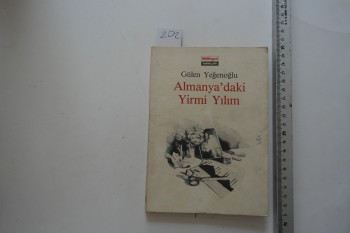 202
Gülen Yeğenoğlu
Almanya'daki
Yirmi Yılım